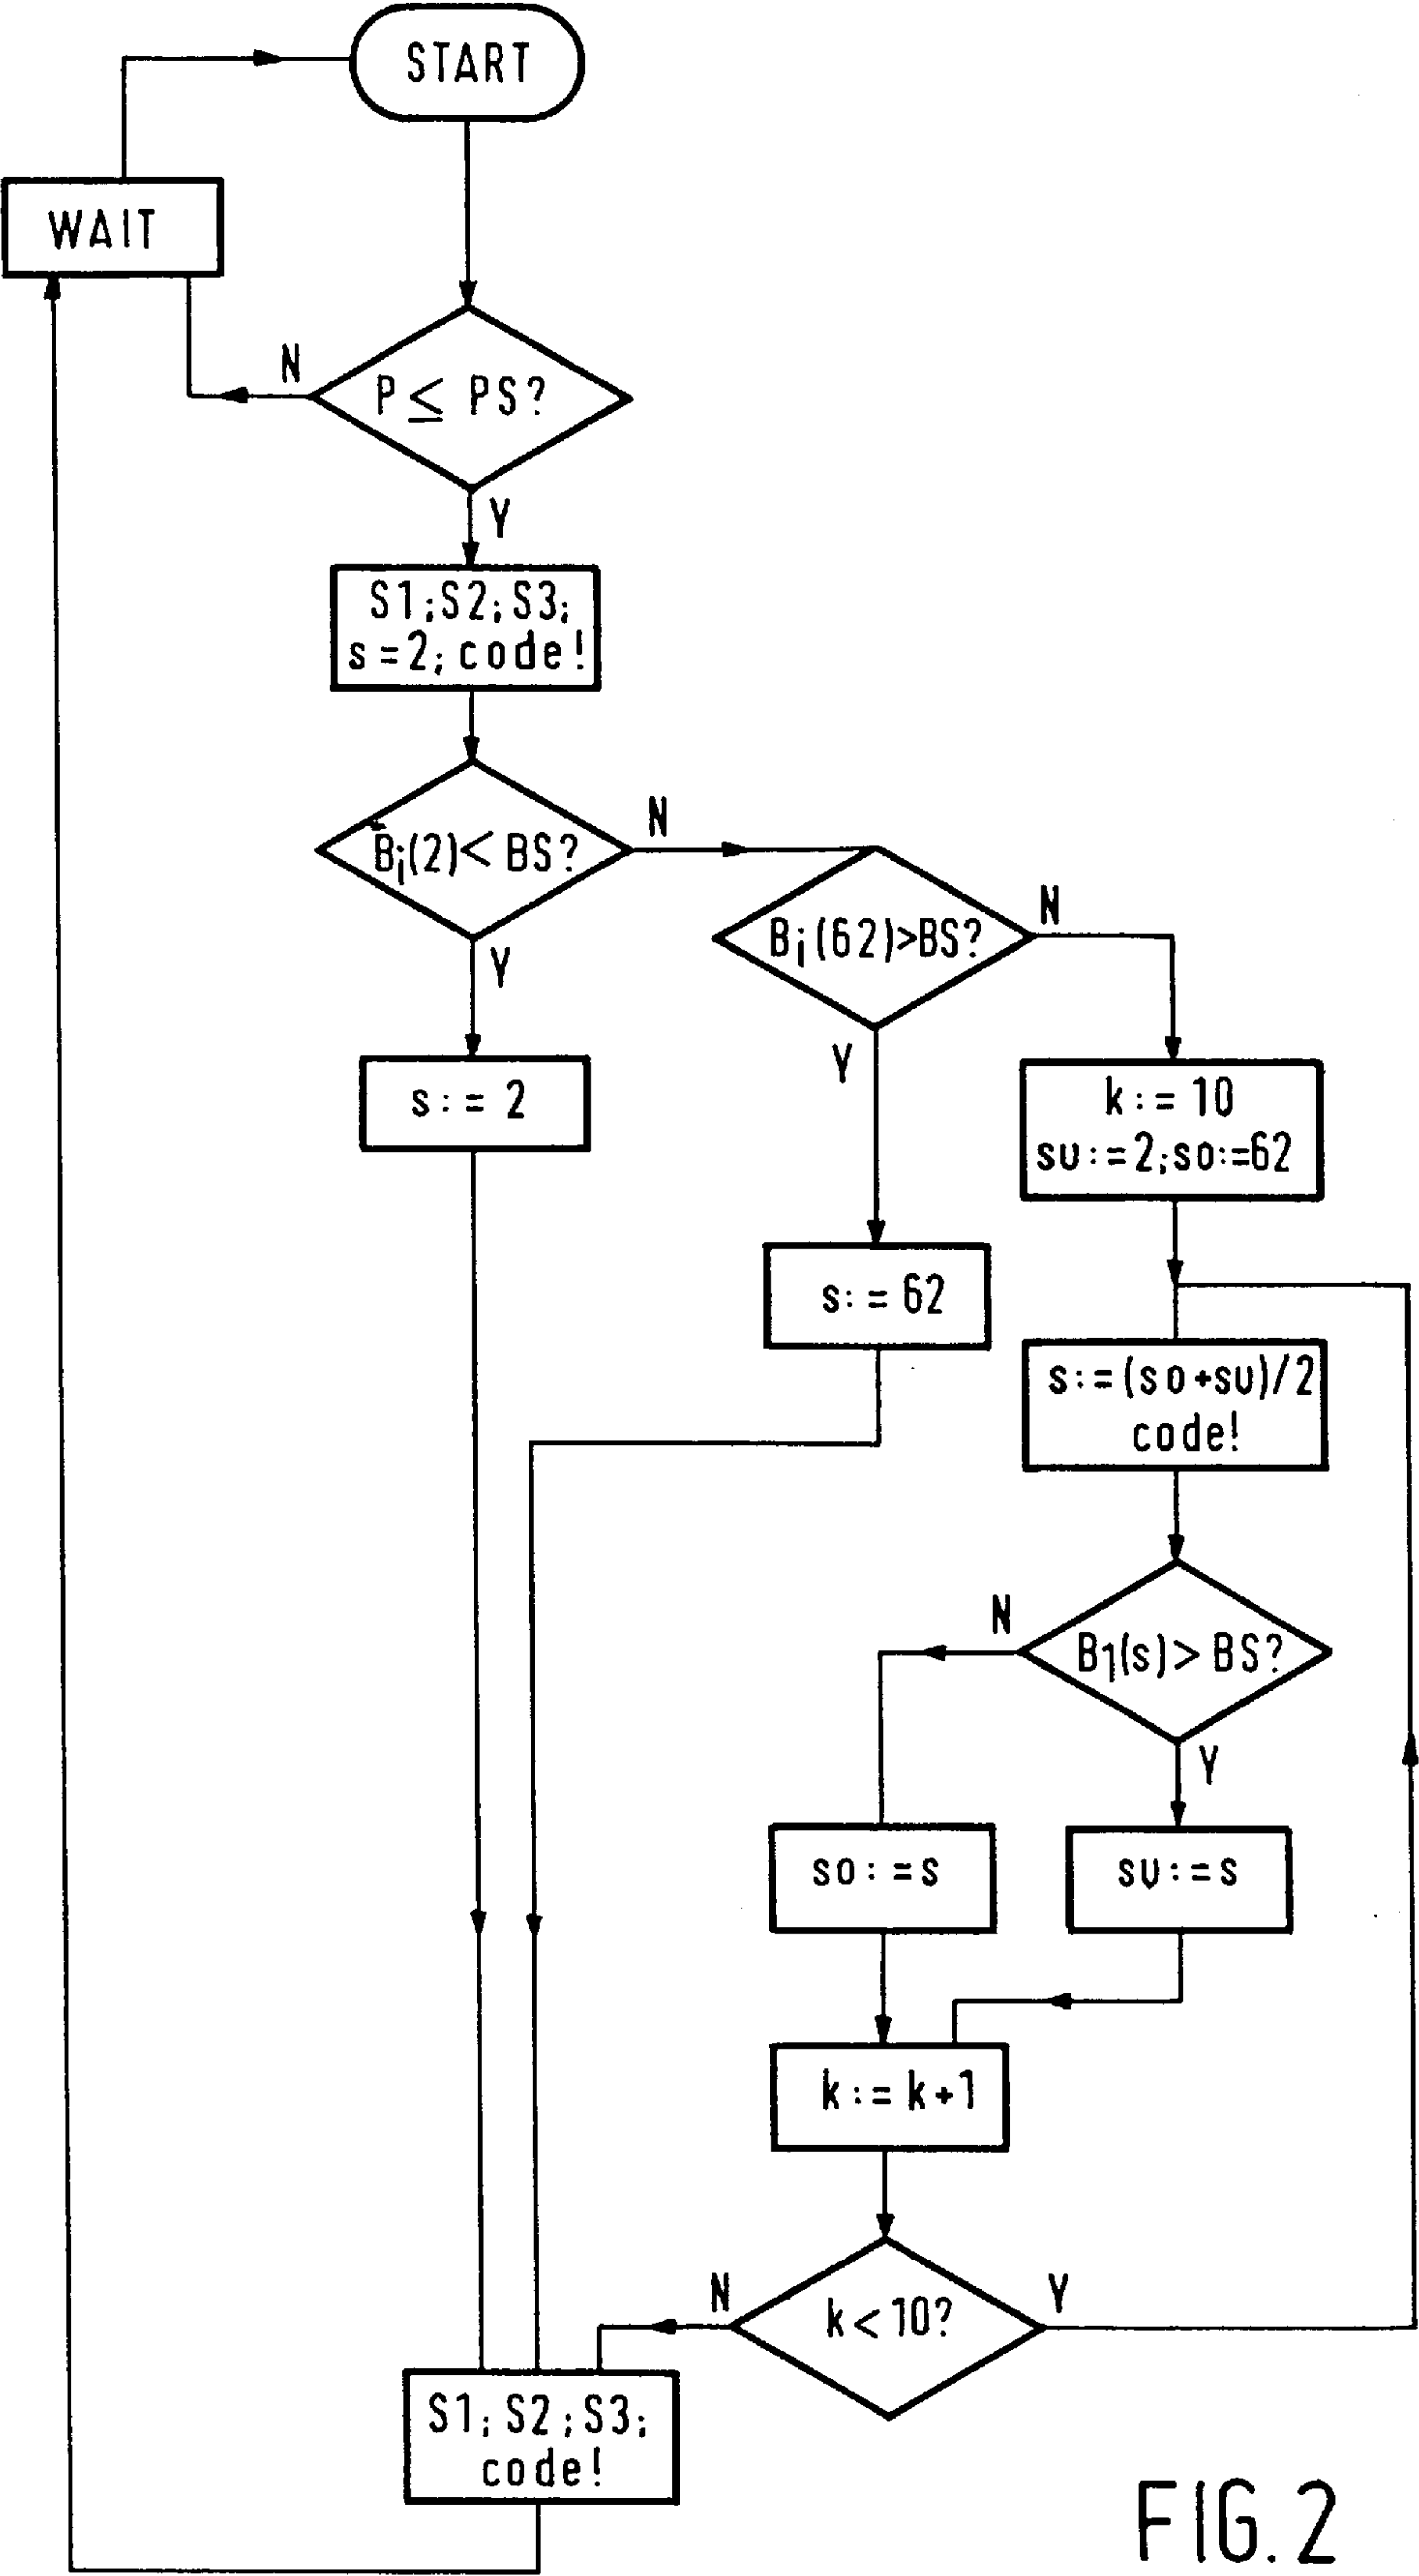 START
WAIT
N
P ≤ PS?
Y
S1; S2; S3;
s = 2; code!
Bi(2) < BS?
N
Y
Bi(62)>BS?
N
Y
s := 2
k := 10
su:=2; so:=62
s := 62
s:=(so+su)/2
code!
N
B1(s) > BS?
Y
so := s
su := s
k := k+1
N
k < 10?
Y
S1; S2; S3;
code!
FIG. 2